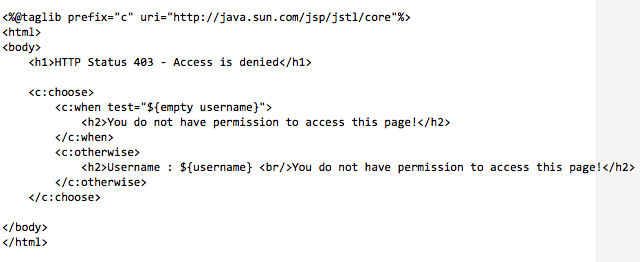 <%@taglib prefix="c" uri="http://java.sun.com/jsp/jstl/core"%>
<html>
<body>
<h1>HTTP Status 403 - Access is denied</h1>
<c:choose>
<c:when test="${empty username}">
<h2>You do not have permission to access this page!</h2>
</c:when>
<c:otherwise>
<h2>Username : ${username} <br/>You do not have permission to access this page!</h2>
</c:otherwise>
</c:choose>
</body>
</html>